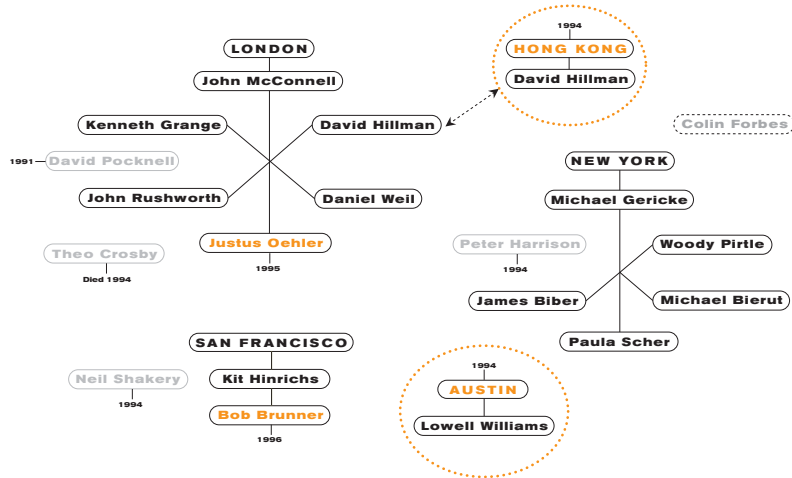 1994
LONDON
HONG KONG
John McConnell
David Hillman
Kenneth Grange
David Hillman
Colin Forbes
1991
David Pocknell
NEW YORK
John Rushworth
Daniel Weil
Michael Gericke
Justus Oehler
1995
Theo Crosby
Died 1994
Peter Harrison
1994
Woody Pirtle
James Biber
Michael Bierut
Paula Scher
SAN FRANCISCO
Neil Shakery
1994
Kit Hinrichs
Bob Brunner
1996
1994
AUSTIN
Lowell Williams